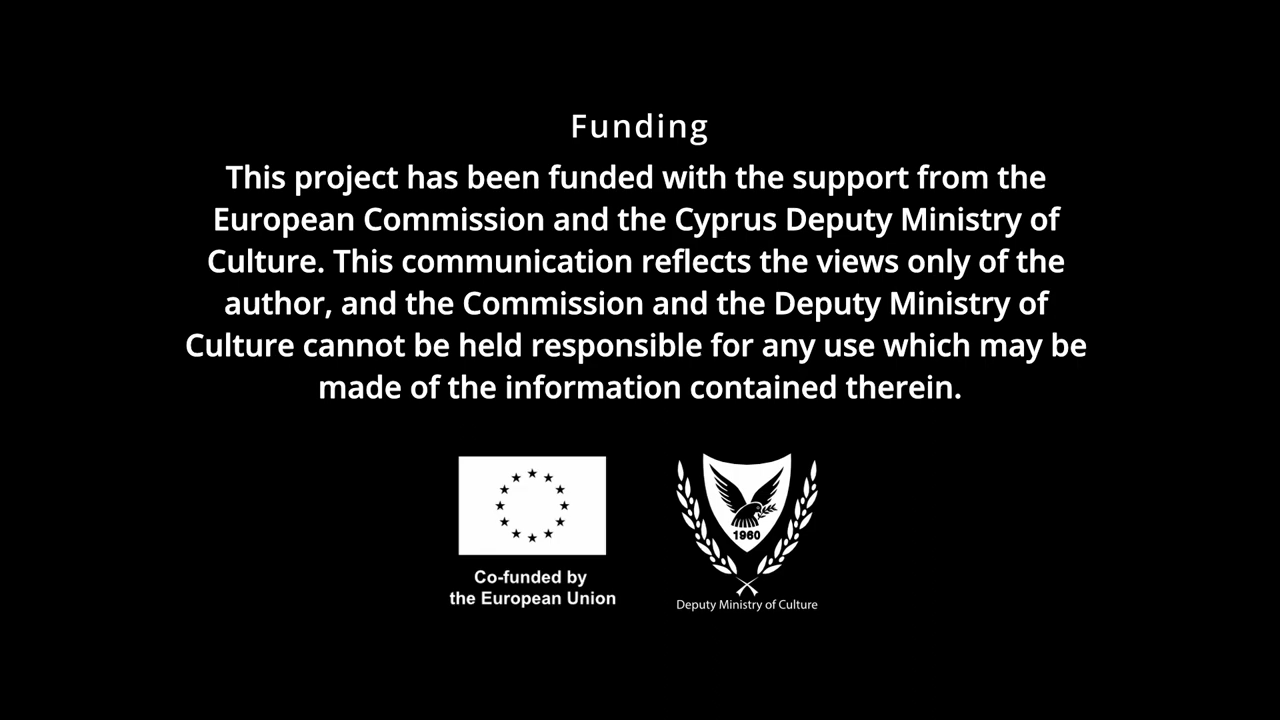 Funding
This project has been funded with the support from the
European Commission and the Cyprus Deputy Ministry of
Culture. This communication reflects the views only of the
author, and the Commission and the Deputy Ministry of
Culture cannot be held responsible for any use which may be
made of the information contained therein.
1960
Co-funded by
the European Union
Deputy Ministry of Culture